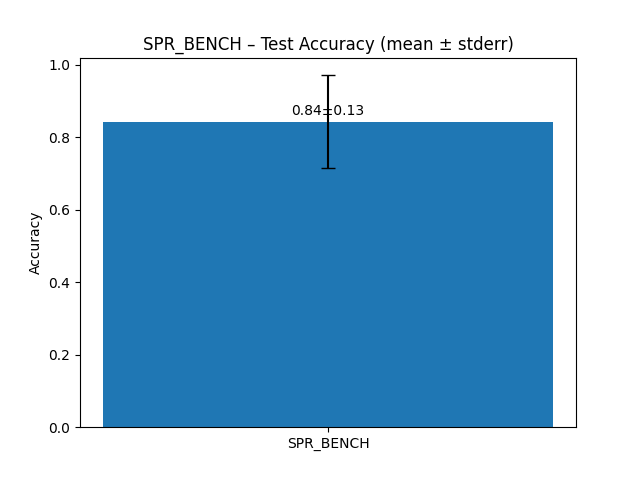 SPR_BENCH – Test Accuracy (mean ± stderr)
1.0
0.84±0.13
0.8
0.6
Accuracy
0.4
0.2
0.0
SPR_BENCH